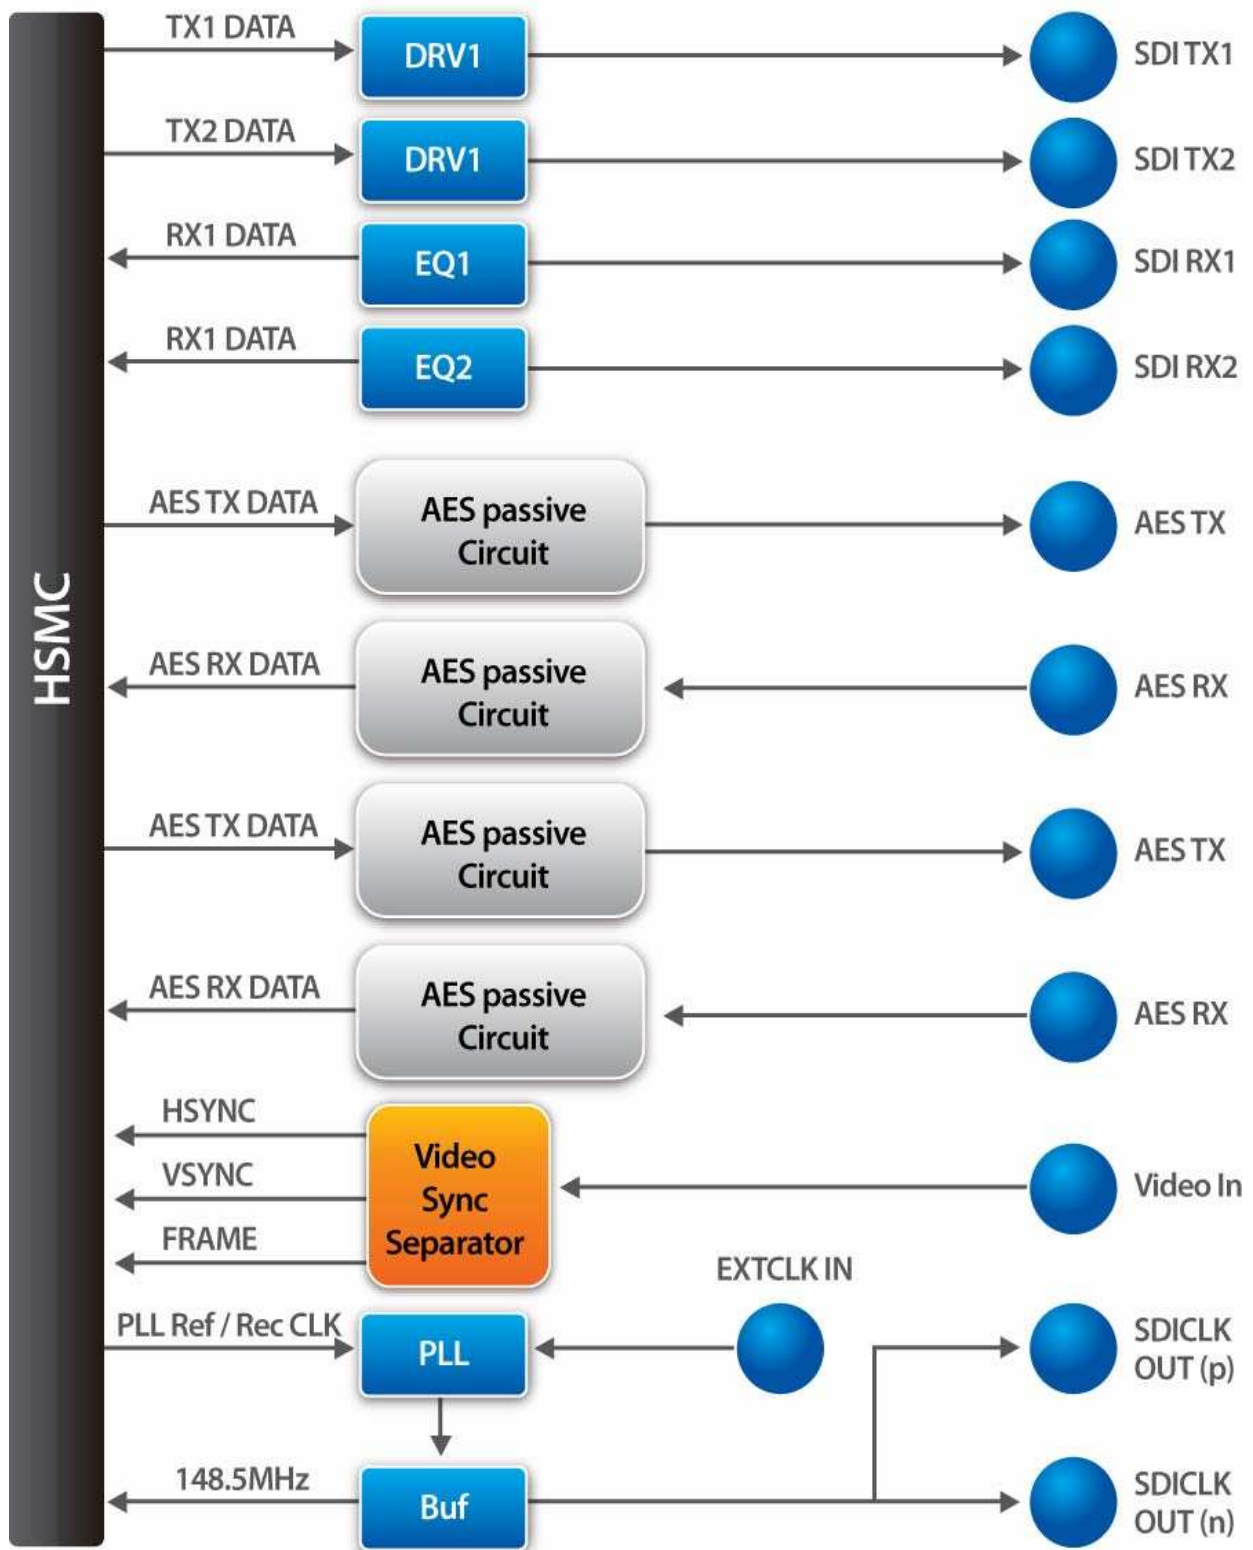 HSMC
TX1 DATA
DRV1
SDI TX1
TX2 DATA
DRV1
SDI TX2
RX1 DATA
EQ1
SDI RX1
RX1 DATA
EQ2
SDI RX2
AES TX DATA
AES passive
Circuit
AES TX
AES RX DATA
AES passive
Circuit
AES RX
AES TX DATA
AES passive
Circuit
AES TX
AES RX DATA
AES passive
Circuit
AES RX
HSYNC
VSYNC
FRAME
Video
Sync
Separator
Video In
PLL Ref / Rec CLK
PLL
EXTCLK IN
SDICLK
OUT (p)
148.5MHz
Buf
SDICLK
OUT (n)